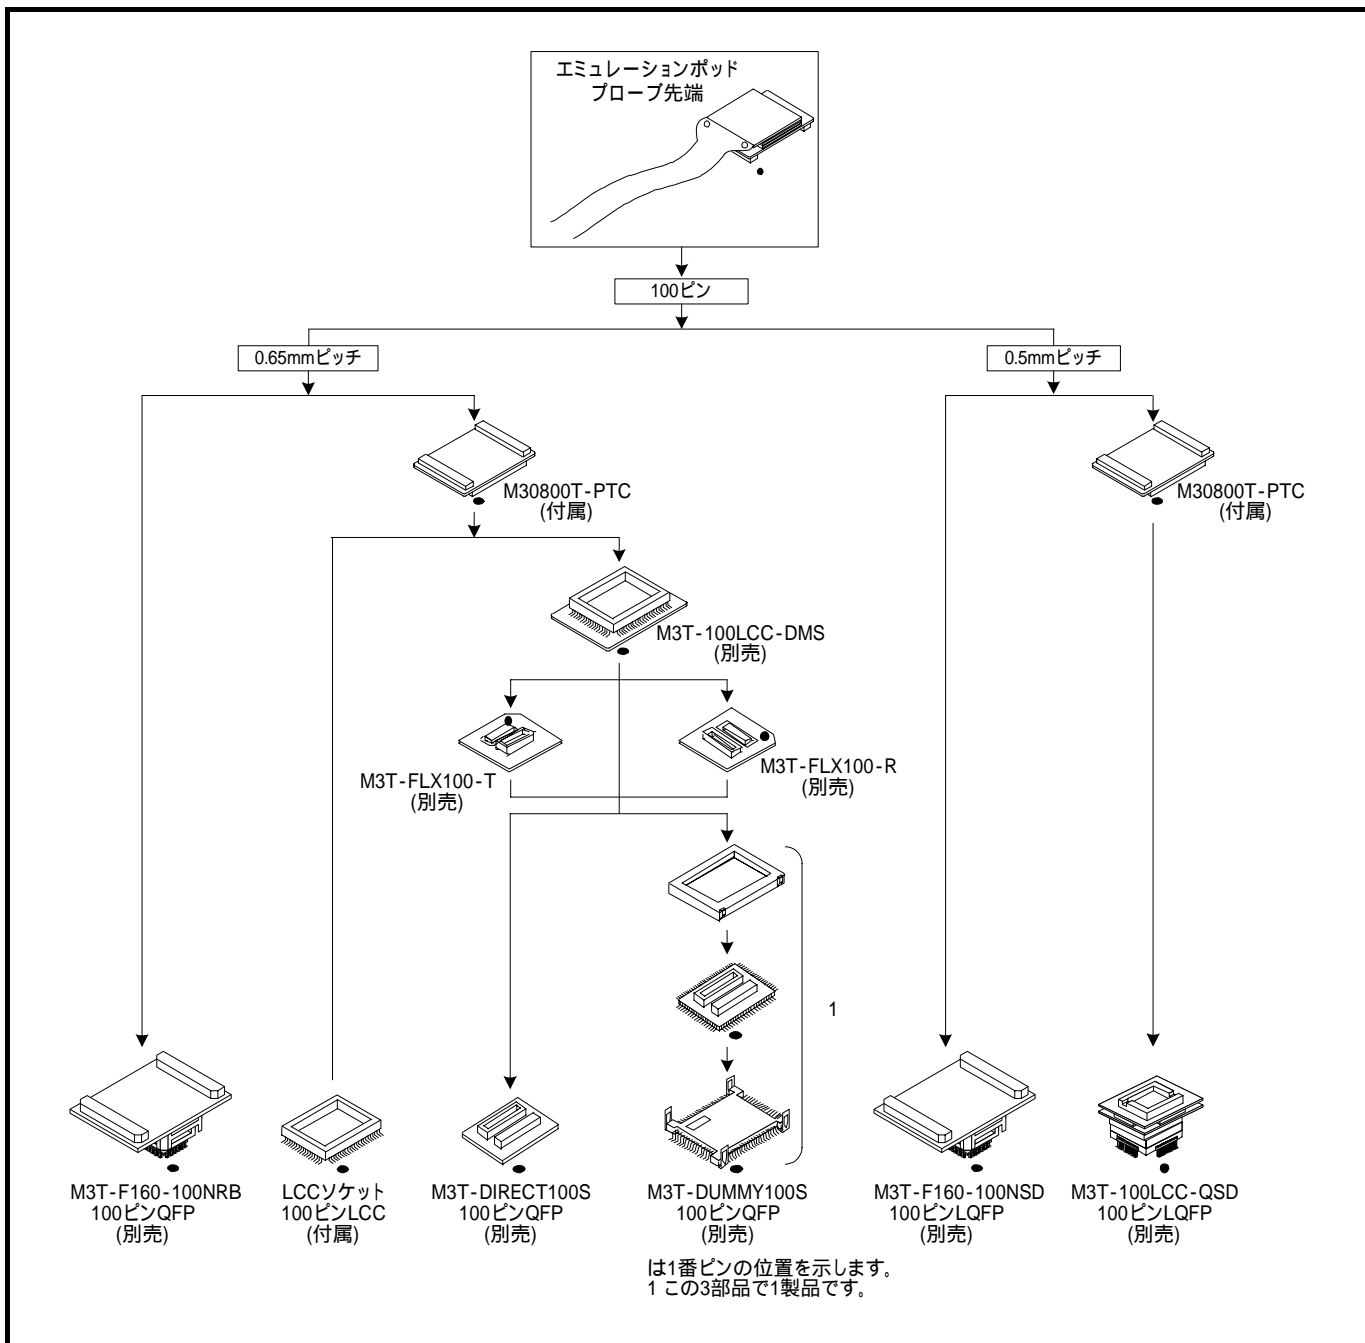 エミュレーションポッド
プローブ先端
100ピン
0.65mmピッチ
0.5mmピッチ
M30800T-PTC
(付属)
M30800T-PTC
(付属)
M3T-100LCC-DMS
(別売)
M3T-FLX100-T
(別売)
M3T-FLX100-R
(別売)
1
M3T-F160-100NRB
100ピンQFP
(別売)
LCCソケット
100ピンLCC
(付属)
M3T-DIRECT100S
100ピンQFP
(別売)
M3T-DUMMY100S
100ピンQFP
(別売)
M3T-F160-100NSD
100ピンLQFP
(別売)
M3T-100LCC-QSD
100ピンLQFP
(別売)
は1番ピンの位置を示します。
1 この3部品で1製品です。